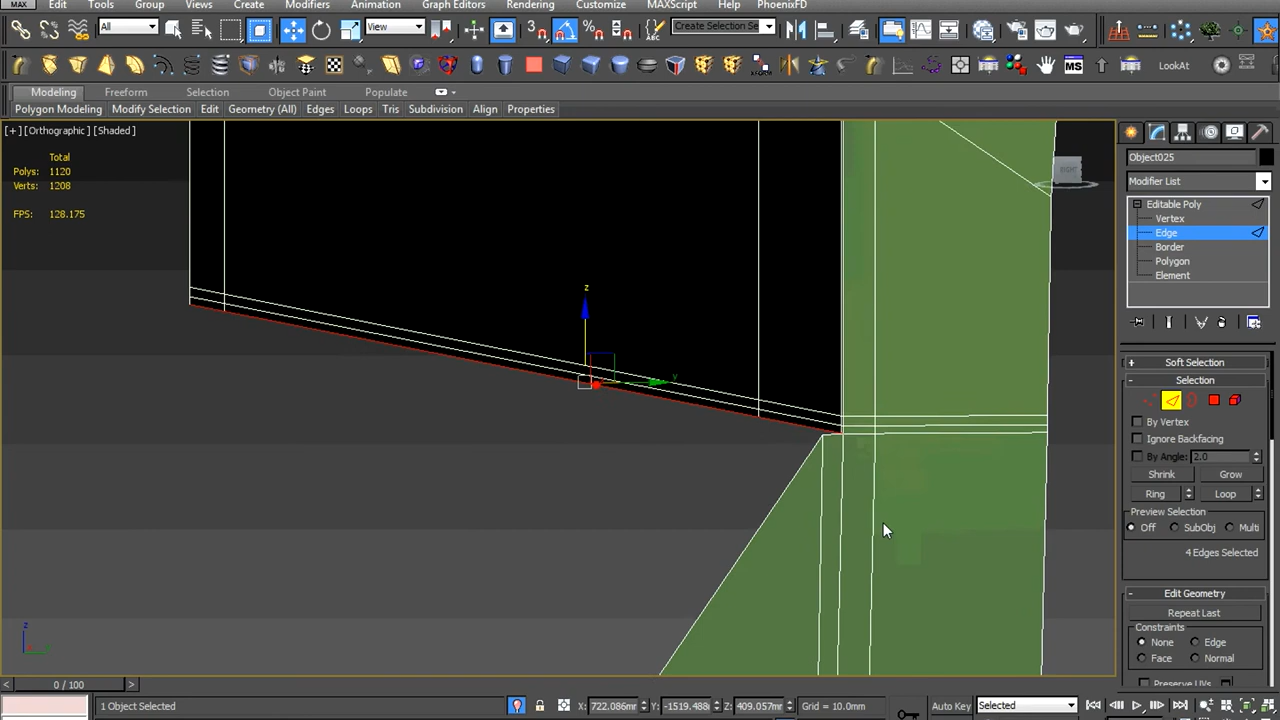 MAX Edit Tools Group Views Create Modifiers Animation Graph Editors Rendering Customize MAXScript Help PhoenixFD
All View 3 % Create Selection Se
MS LookAt
Modeling Freeform Selection Object Paint Populate
Polygon Modeling Modify Selection Edit Geometry (All) Edges Loops Tris Subdivision Align Properties
[+] [Orthographic] [Shaded]
Total
Polys: 1120
Verts: 1208
FPS: 128.175
z
y
z
Object025
Modifier List
Editable Poly
Vertex
Edge
Border
Polygon
Element
+ Soft Selection
- Selection
By Vertex
Ignore Backfacing
By Angle: 2.0
Shrink Grow
Ring Loop
Preview Selection
Off SubObj Multi
4 Edges Selected
- Edit Geometry
Repeat Last
Constraints
None Edge
Face Normal
Preserve UVs
< 0 / 100 >
1 Object Selected X: 722.086mm Y: -1519.488 Z: 409.057mm Grid = 10.0mm Auto Key Selected